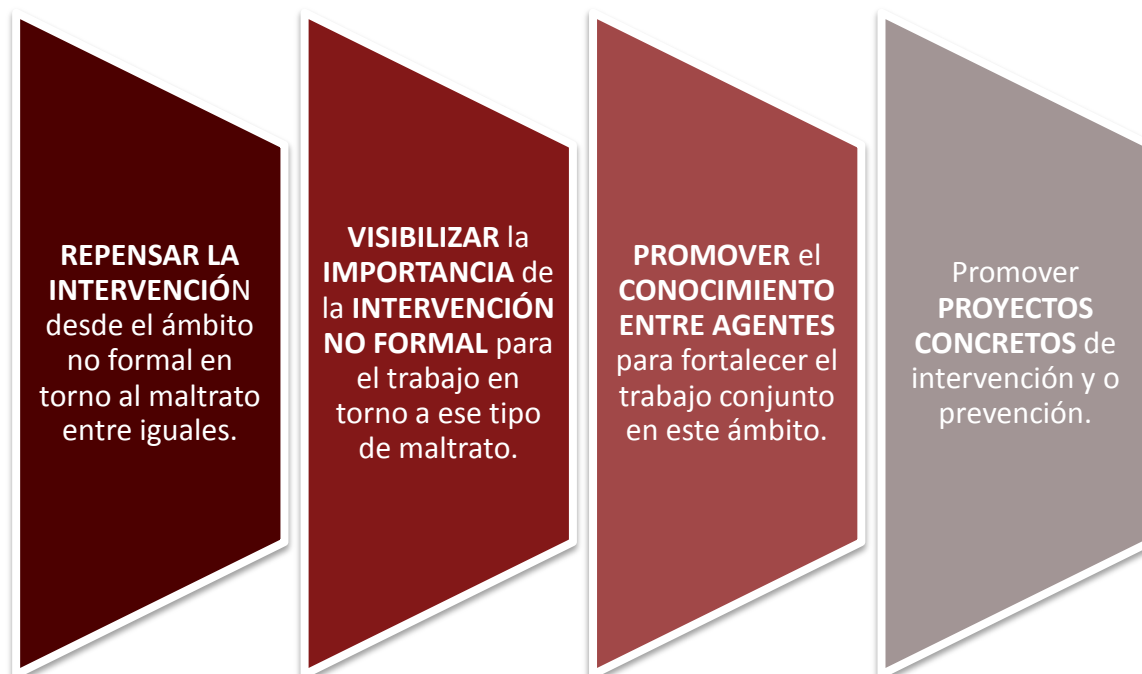 REPENSAR LA
INTERVENCIÓN
desde el ámbito
no formal en
torno al maltrato
entre iguales.
VISIBILIZAR la
IMPORTANCIA de
la INTERVENCIÓN
NO FORMAL para
el trabajo en
torno a ese tipo
de maltrato.
PROMOVER el
CONOCIMIENTO
ENTRE AGENTES
para fortalecer el
trabajo conjunto
en este ámbito.
Promover
PROYECTOS
CONCRETOS de
intervención y o
prevención.